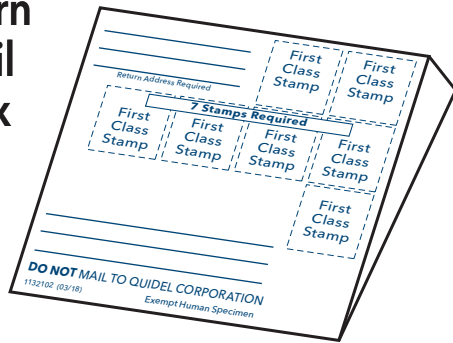 rn
il
x
Return Address Required
First
Class
Stamp
First
Class
Stamp
7 Stamps Required
First
Class
Stamp
First
Class
Stamp
First
Class
Stamp
First
Class
Stamp
First
Class
Stamp
DO NOT MAIL TO QUIDEL CORPORATION
1132102 (03/18)
Exempt Human Specimen